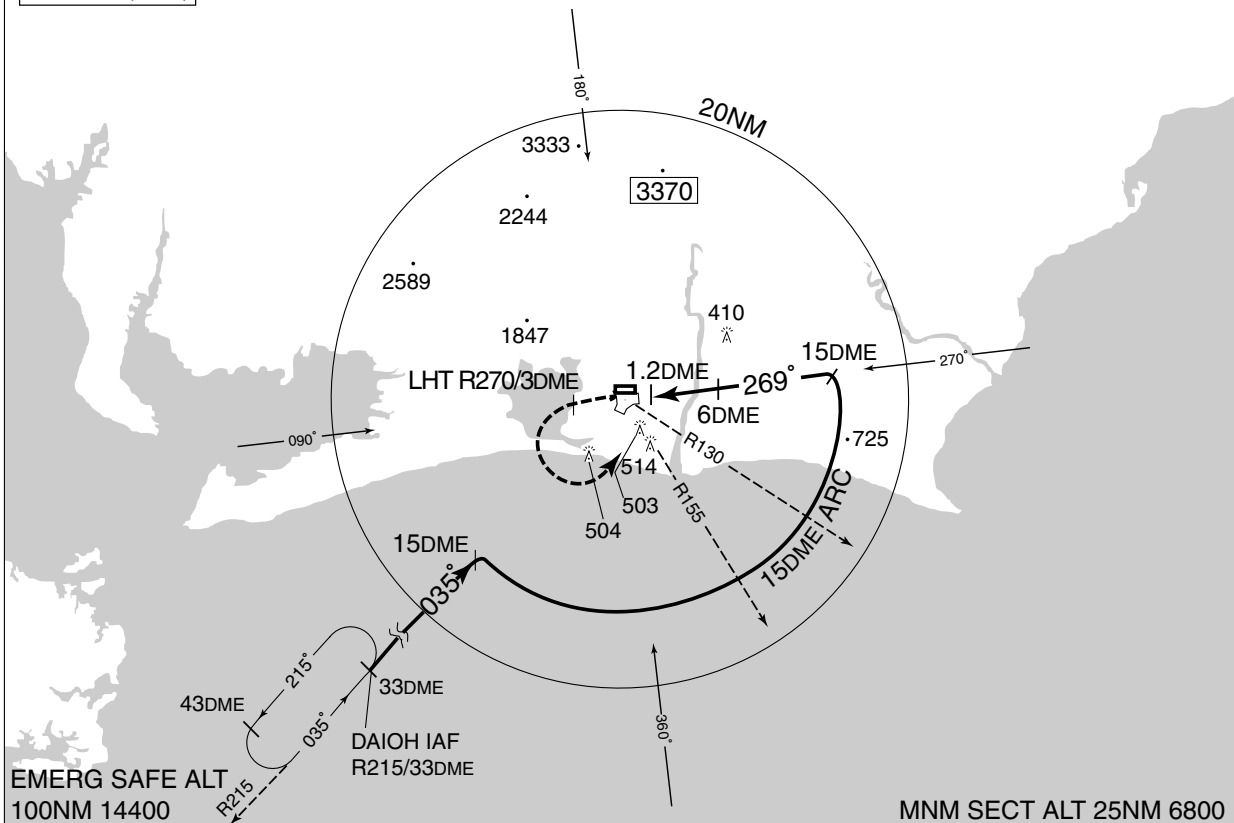 180°
20NM
3333
3370
2244
2589
410
1847
15DME
270°
LHT R270/3DME
1.2DME
269°
6DME
090°
725
R130
514
R155
503
504
15DME ARC
15DME
035°
215°
33DME
43DME
035°
360°
DAIOH IAF
R215/33DME
EMERG SAFE ALT
100NM 14400
R215
MNM SECT ALT 25NM 6800